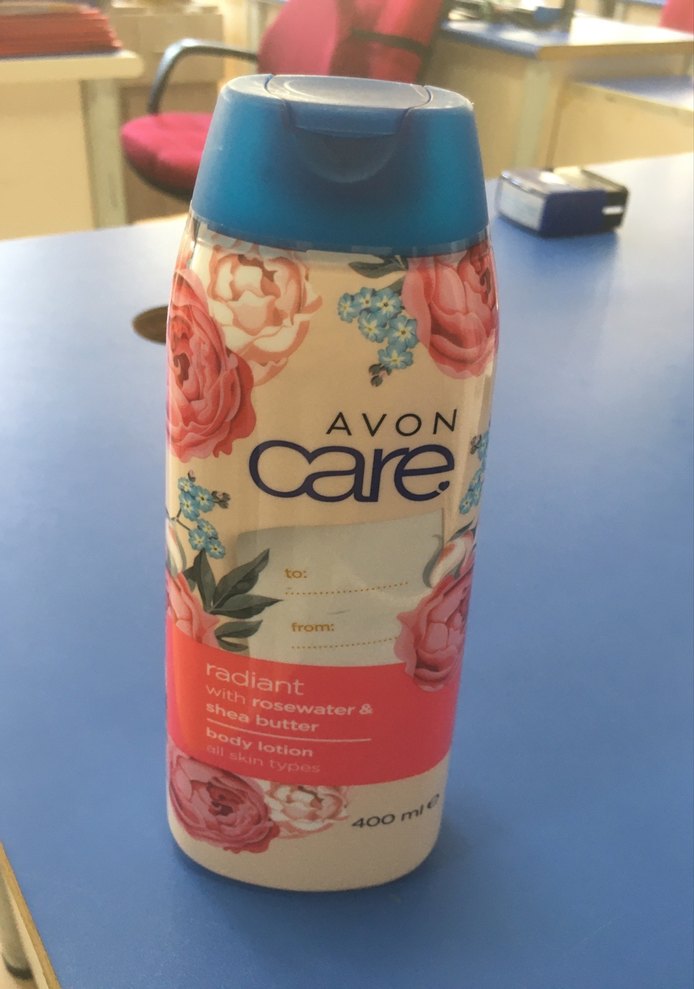 AVON
care
to:
from:
radiant
with rosewater &
shea butter
body lotion
all skin types
400 ml ℮